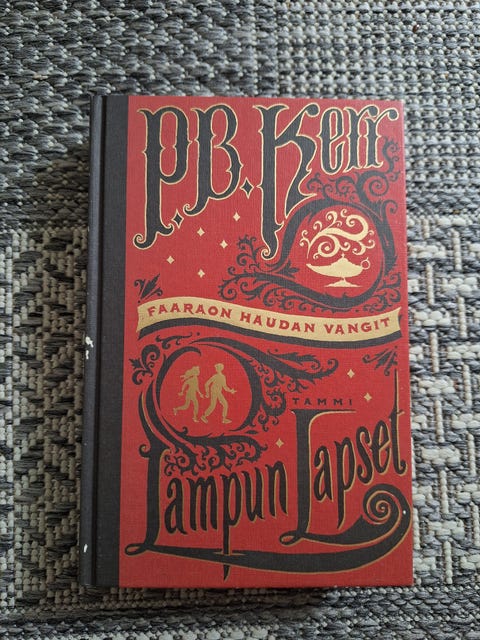 P.B. Kerr
FAARAON HAUDAN VANGIT
TAMMI
Lampun Lapset